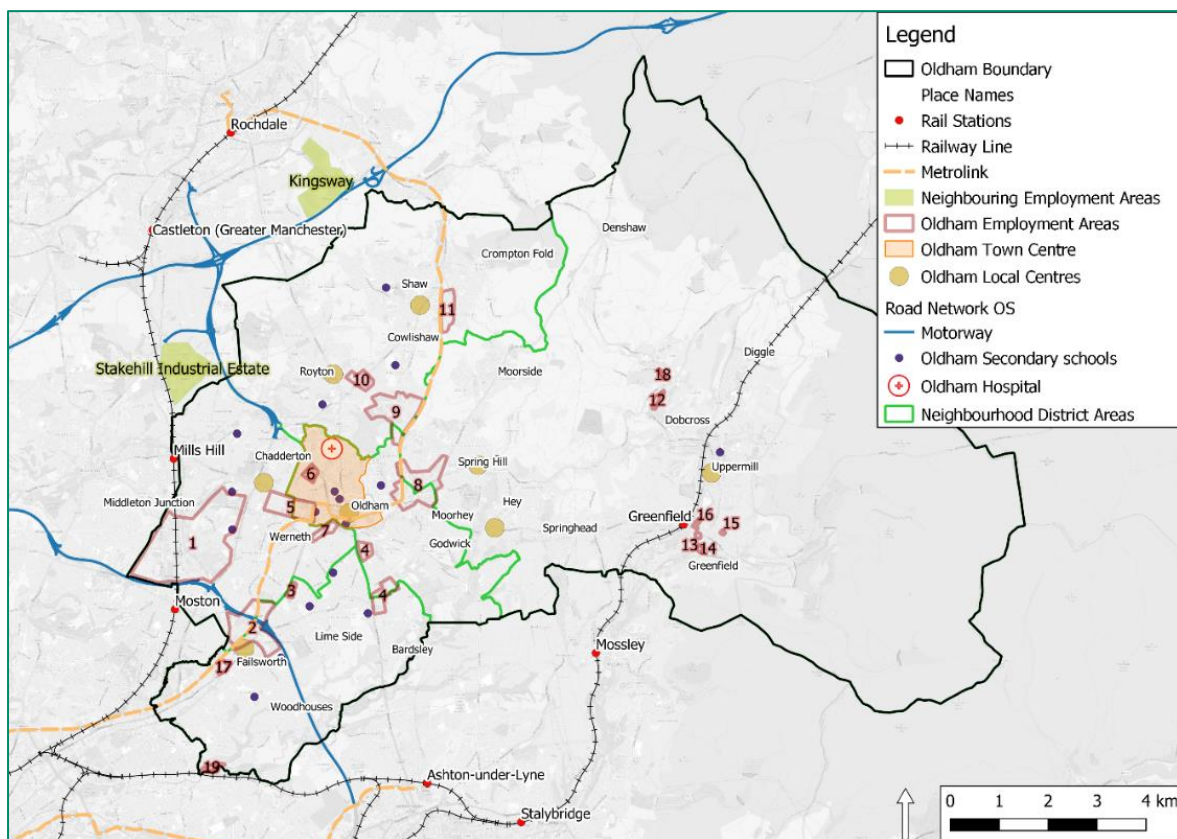 Legend
Oldham Boundary
Place Names
Rail Stations
Railway Line
Metrolink
Neighbouring Employment Areas
Oldham Employment Areas
Oldham Town Centre
Oldham Local Centres
Road Network OS
Motorway
Oldham Secondary schools
Oldham Hospital
Neighbourhood District Areas
Rochdale
Kingsway
Castleton (Greater Manchester)
Denshaw
Crompton Fold
Shaw
11
Cowlishaw
Diggle
Stakehill Industrial Estate
Royton
10
Moorside
18
12
9
Dobcross
Mills Hill
Chadderton
Spring Hill
Uppermill
6
8
Middleton Junction
5
Oldham
Hey
Moorhey
Werneth
7
Springhead
Greenfield
16
15
1
4
Godwick
13
14
Greenfield
3
4
Moston
2
Lime Side
Bardsley
Mossley
Failsworth
17
Woodhouses
19
Ashton-under-Lyne
Stalybridge
0 1 2 3 4 km